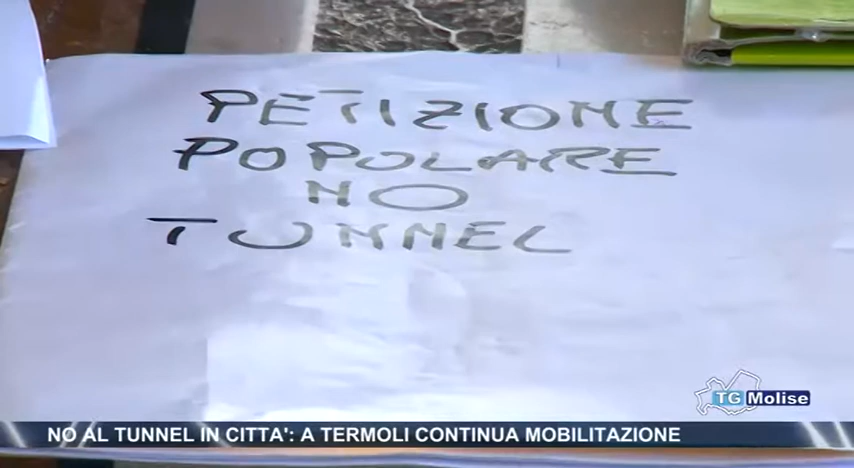 PETIZIONE
POPOLARE
NO
TUNNEL
TG Molise
NO AL TUNNEL IN CITTA': A TERMOLI CONTINUA MOBILITAZIONE